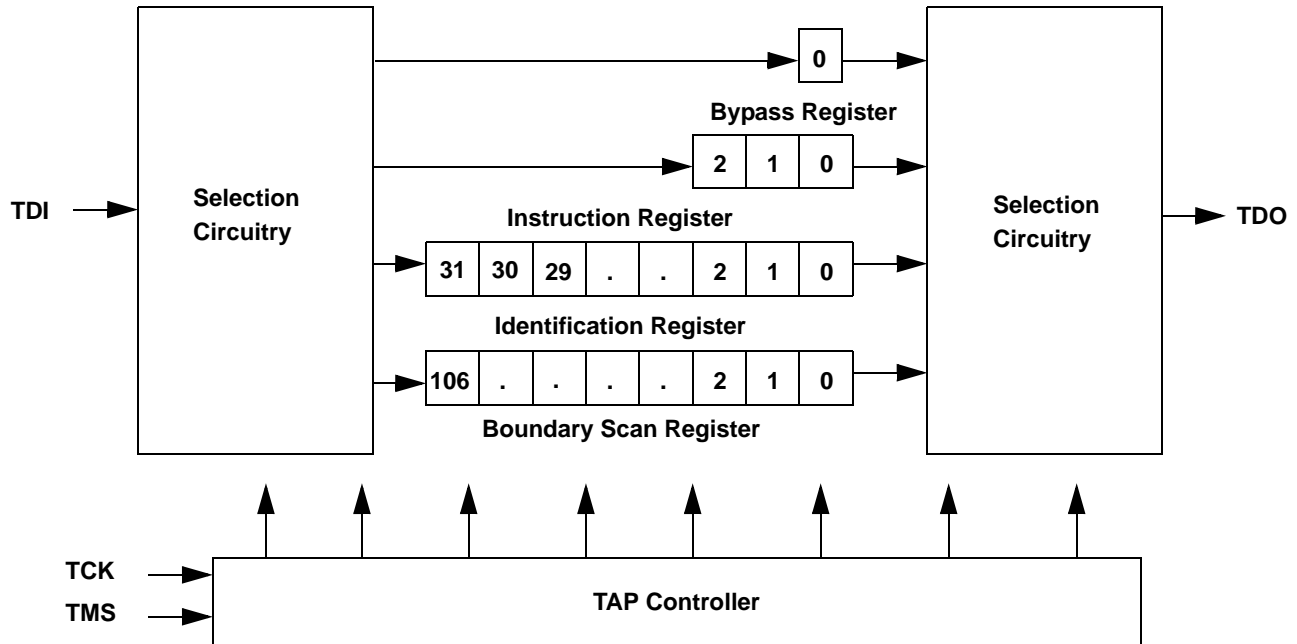 0
Bypass Register
2 1 0
TDI
Selection
Circuitry
Instruction Register
Selection
Circuitry
TDO
31 30 29 . . 2 1 0
Identification Register
106 . . . . 2 1 0
Boundary Scan Register
TCK
TMS
TAP Controller